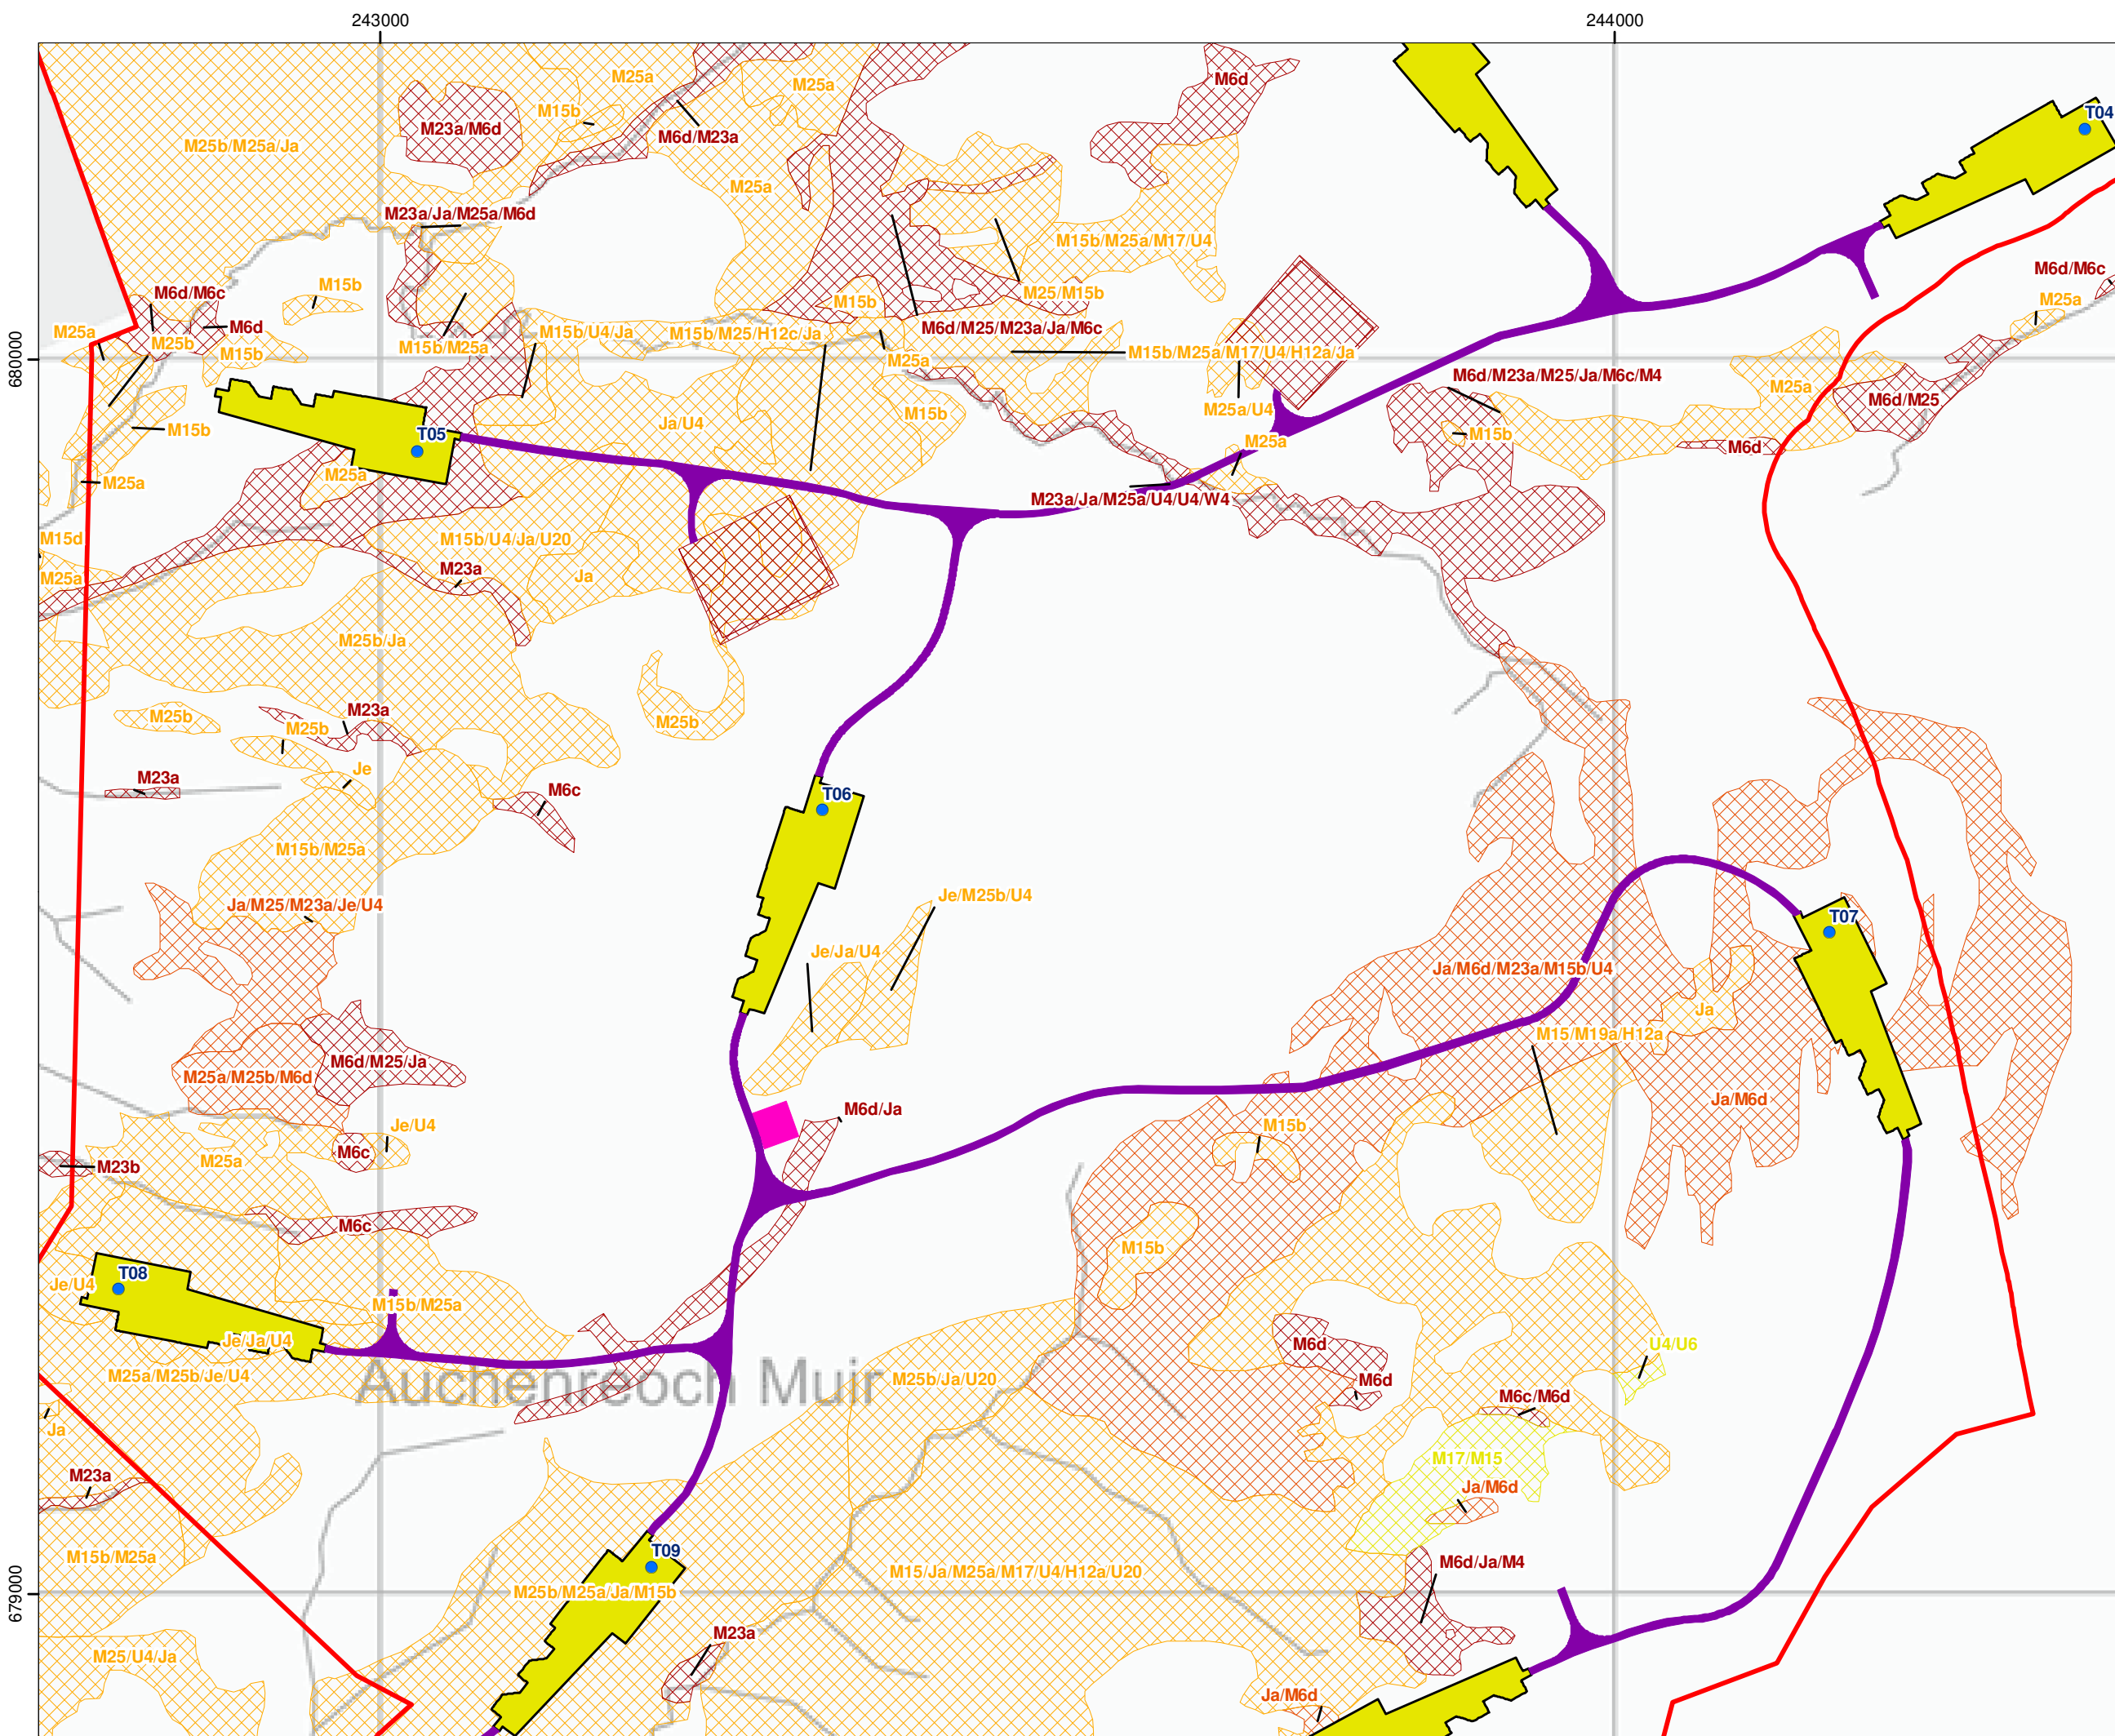 243000
244000
M25a
M6d
M25a
T04
M15b
M23a/M6d
M6d/M23a
M25b/M25a/Ja
M25a
M23a/Ja/M25a/M6d
M15b/M25a/M17/U4
M6d/M6c
M15b
M6d/M6c
M25/M15b
M25a
M15b
M6d
M25a
M15b/U4/Ja
M15b/M25/H12c/Ja
M6d/M25/M23a/Ja/M6c
M25b
M15b/M25a
M15b
M25a
M15b/M25a/M17/U4/H12a/Ja
680000
M6d/M23a/M25/Ja/M6c/M4
M25a
M6d/M25
M25a/U4
M15b
Ja/U4
M15b
T05
M15b
M25a
M6d
M25a
M25a
M23a/Ja/M25a/U4/U4/W4
M15d
M15b/U4/Ja/U20
M23a
Ja
M25a
M25b/Ja
M23a
M25b
M25b
M25b
Je
M23a
M6c
T06
M15b/M25a
Je/M25b/U4
Ja/M25/M23a/Je/U4
T07
Je/Ja/U4
Ja/M6d/M23a/M15b/U4
Ja
M15/M19a/H12a
M6d/M25/Ja
M25a/M25b/M6d
Ja/M6d
M6d/Ja
Je/U4
M15b
M6c
M25a
M23b
M6c
M15b
T08
Je/U4
M15b/M25a
Je/Ja/U4
M6d
U4/U6
M25a/M25b/Je/U4
Auchenreoch Muir
M25b/Ja/U20
M6d
M6c/M6d
Ja
M17/M15
M23a
Ja/M6d
T09
M15b/M25a
M6d/Ja/M4
M15/Ja/M25a/M17/U4/H12a/U20
M25b/M25a/Ja/M15b
679000
M23a
M25/U4/Ja
Ja/M6d